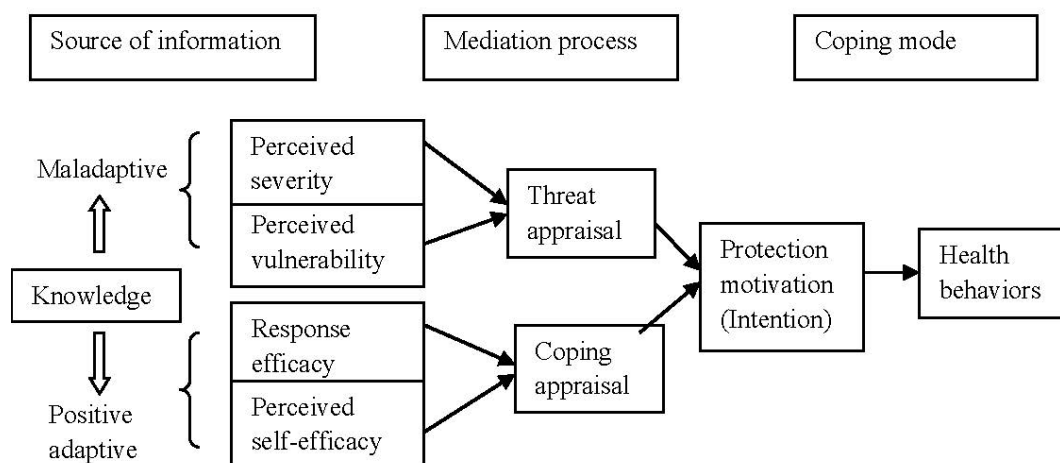 Source of information
Mediation process
Coping mode
Maladaptive
Knowledge
Positive
adaptive
Perceived
severity
Perceived
vulnerability
Response
efficacy
Perceived
self-efficacy
Threat
appraisal
Coping
appraisal
Protection
motivation
(Intention)
Health
behaviors